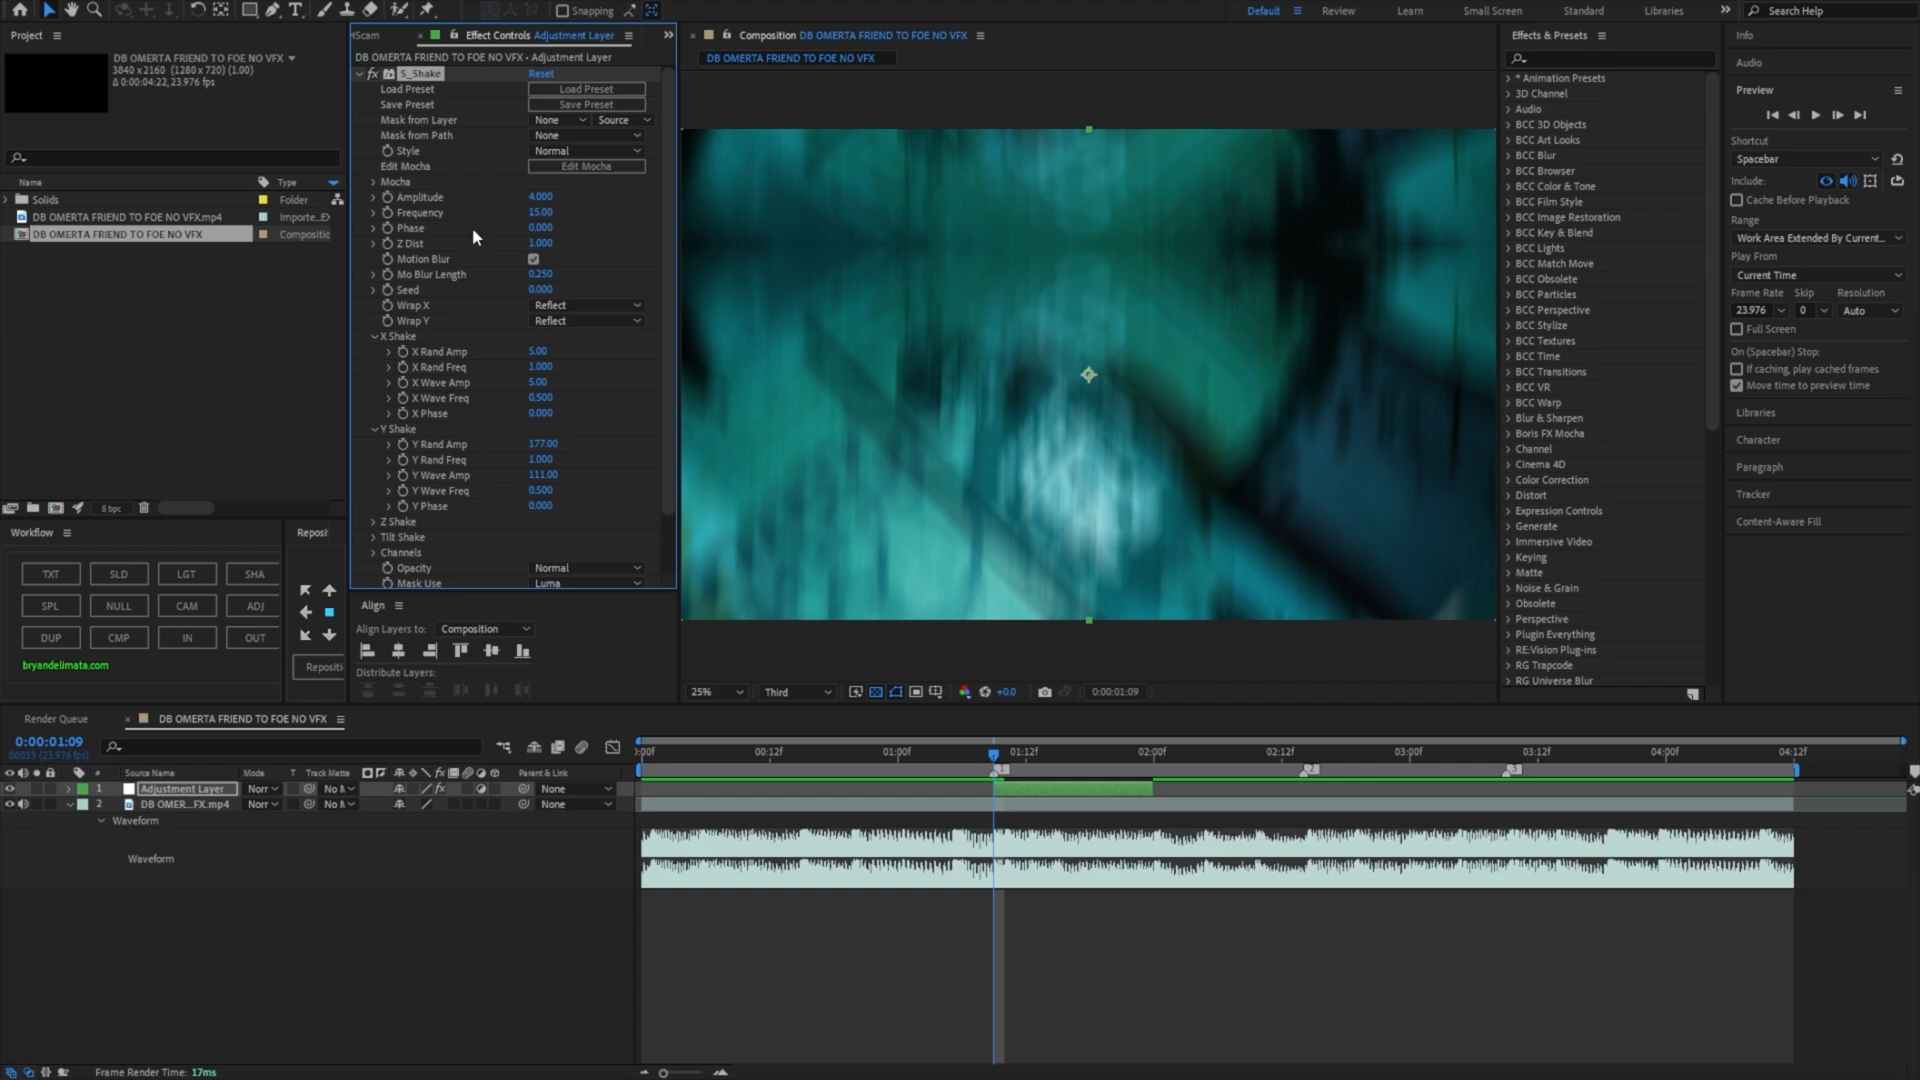 Snapping
Default
Review
Learn
Small Screen
Standard
Libraries
Search Help
Project
DB OMERTA FRIEND TO FOE NO VFX
3840 x 2160 (1280 x 720) (1.00)
Δ 0:00:04:22, 23.976 fps
Name
Type
Solids
Folder
DB OMERTA FRIEND TO FOE NO VFX.mp4
Importe...EX
DB OMERTA FRIEND TO FOE NO VFX
Compositio
8 bpc
Workflow
Reposi
TXT
SLD
LGT
SHA
SPL
NULL
CAM
ADJ
DUP
CMP
IN
OUT
bryandelimata.com
Repositi
Scam
Effect Controls Adjustment Layer
DB OMERTA FRIEND TO FOE NO VFX • Adjustment Layer
fx S_Shake Reset
Load Preset Load Preset
Save Preset Save Preset
Mask from Layer None Source
Mask from Path None
Style Normal
Edit Mocha Edit Mocha
Mocha
Amplitude 4.000
Frequency 15.00
Phase 0.000
Z Dist 1.000
Motion Blur
Mo Blur Length 0.250
Seed 0.000
Wrap X Reflect
Wrap Y Reflect
X Shake
X Rand Amp 5.00
X Rand Freq 1.000
X Wave Amp 5.00
X Wave Freq 0.500
X Phase 0.000
Y Shake
Y Rand Amp 177.00
Y Rand Freq 1.000
Y Wave Amp 111.00
Y Wave Freq 0.500
Y Phase 0.000
Z Shake
Tilt Shake
Channels
Opacity Normal
Mask Use Luma
Align
Align Layers to: Composition
Distribute Layers:
Composition DB OMERTA FRIEND TO FOE NO VFX
DB OMERTA FRIEND TO FOE NO VFX
25%
Third
+0.0
0:00:01:09
Effects & Presets
* Animation Presets
3D Channel
Audio
BCC 3D Objects
BCC Art Looks
BCC Blur
BCC Browser
BCC Color & Tone
BCC Film Style
BCC Image Restoration
BCC Key & Blend
BCC Lights
BCC Match Move
BCC Obsolete
BCC Particles
BCC Perspective
BCC Stylize
BCC Textures
BCC Time
BCC Transitions
BCC VR
BCC Warp
Blur & Sharpen
Boris FX Mocha
Channel
Cinema 4D
Color Correction
Distort
Expression Controls
Generate
Immersive Video
Keying
Matte
Noise & Grain
Obsolete
Perspective
Plugin Everything
RE:Vision Plug-ins
RG Trapcode
RG Universe Blur
Info
Audio
Preview
Shortcut
Spacebar
Include:
Cache Before Playback
Range
Work Area Extended By Current...
Play From
Current Time
Frame Rate Skip Resolution
23.976 0 Auto
Full Screen
On (Spacebar) Stop:
If caching, play cached frames
Move time to preview time
Libraries
Character
Paragraph
Tracker
Content-Aware Fill
Render Queue
DB OMERTA FRIEND TO FOE NO VFX
0:00:01:09
00033 (23.976 fps)
:00f 00:12f 01:00f 01:12f 02:00f 02:12f 03:00f 03:12f 04:00f 04:12f
1 2 3
# Source Name Mode T Track Matte fx Parent & Link
1 Adjustment Layer Norr No M fx None
2 DB OMER...FX.mp4 Norr No M None
Waveform
Waveform
Frame Render Time: 17ms